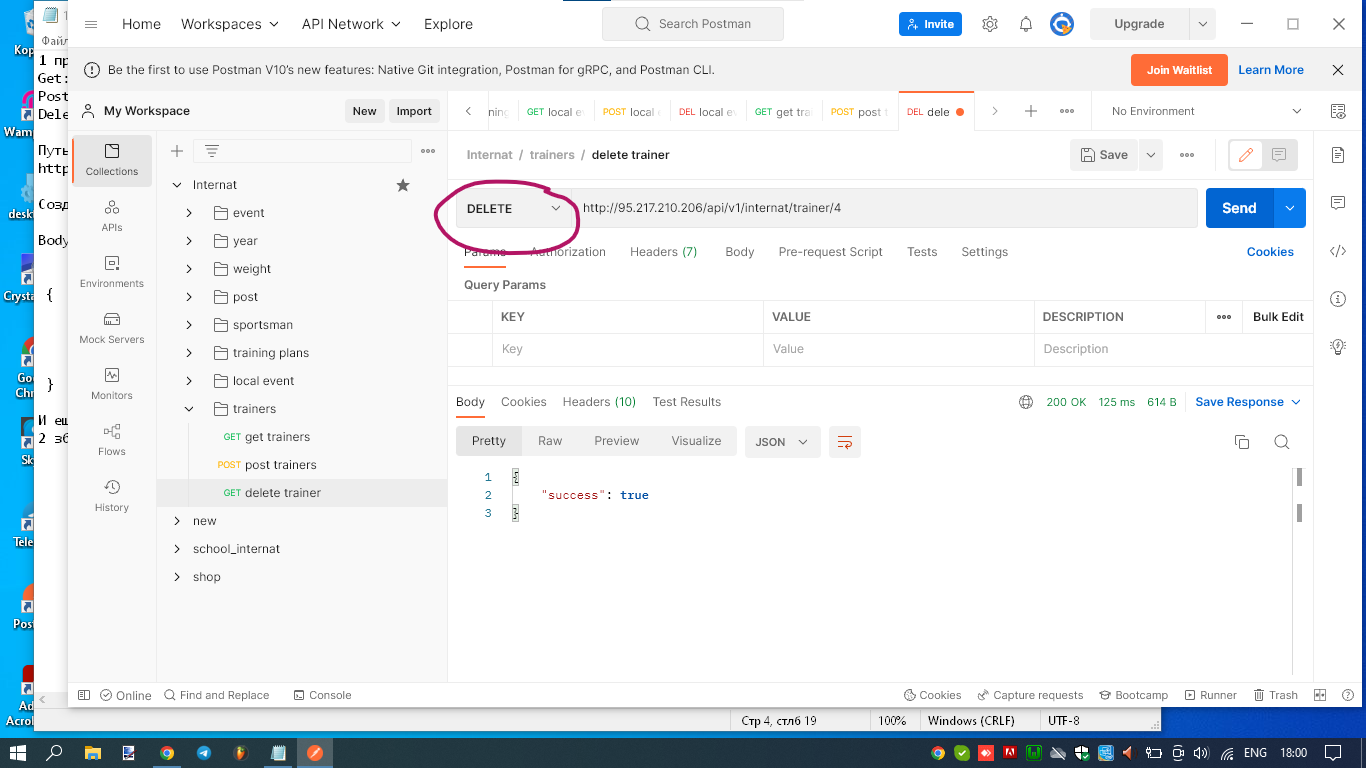 Home Workspaces API Network Explore Search Postman Invite Upgrade
Be the first to use Postman V10's new features: Native Git integration, Postman for gRPC, and Postman CLI. Join Waitlist Learn More
My Workspace New Import
GET local e POST local DEL local e GET get trai POST post t DEL dele No Environment
Collections
APIs
Environments
Mock Servers
Monitors
Flows
History
Internat
event
year
weight
post
sportsman
training plans
local event
trainers
GET get trainers
POST post trainers
GET delete trainer
new
school_internat
shop
Internat / trainers / delete trainer Save
DELETE http://95.217.210.206/api/v1/internat/trainer/4 Send
Params Authorization Headers (7) Body Pre-request Script Tests Settings Cookies
Query Params
KEY VALUE DESCRIPTION Bulk Edit
Key Value Description
Body Cookies Headers (10) Test Results 200 OK 125 ms 614 B Save Response
Pretty Raw Preview Visualize JSON
1 {
2 "success": true
3 }
Online Find and Replace Console Cookies Capture requests Bootcamp Runner Trash
Стр 4, стлб 19 100% Windows (CRLF) UTF-8
ENG 18:00